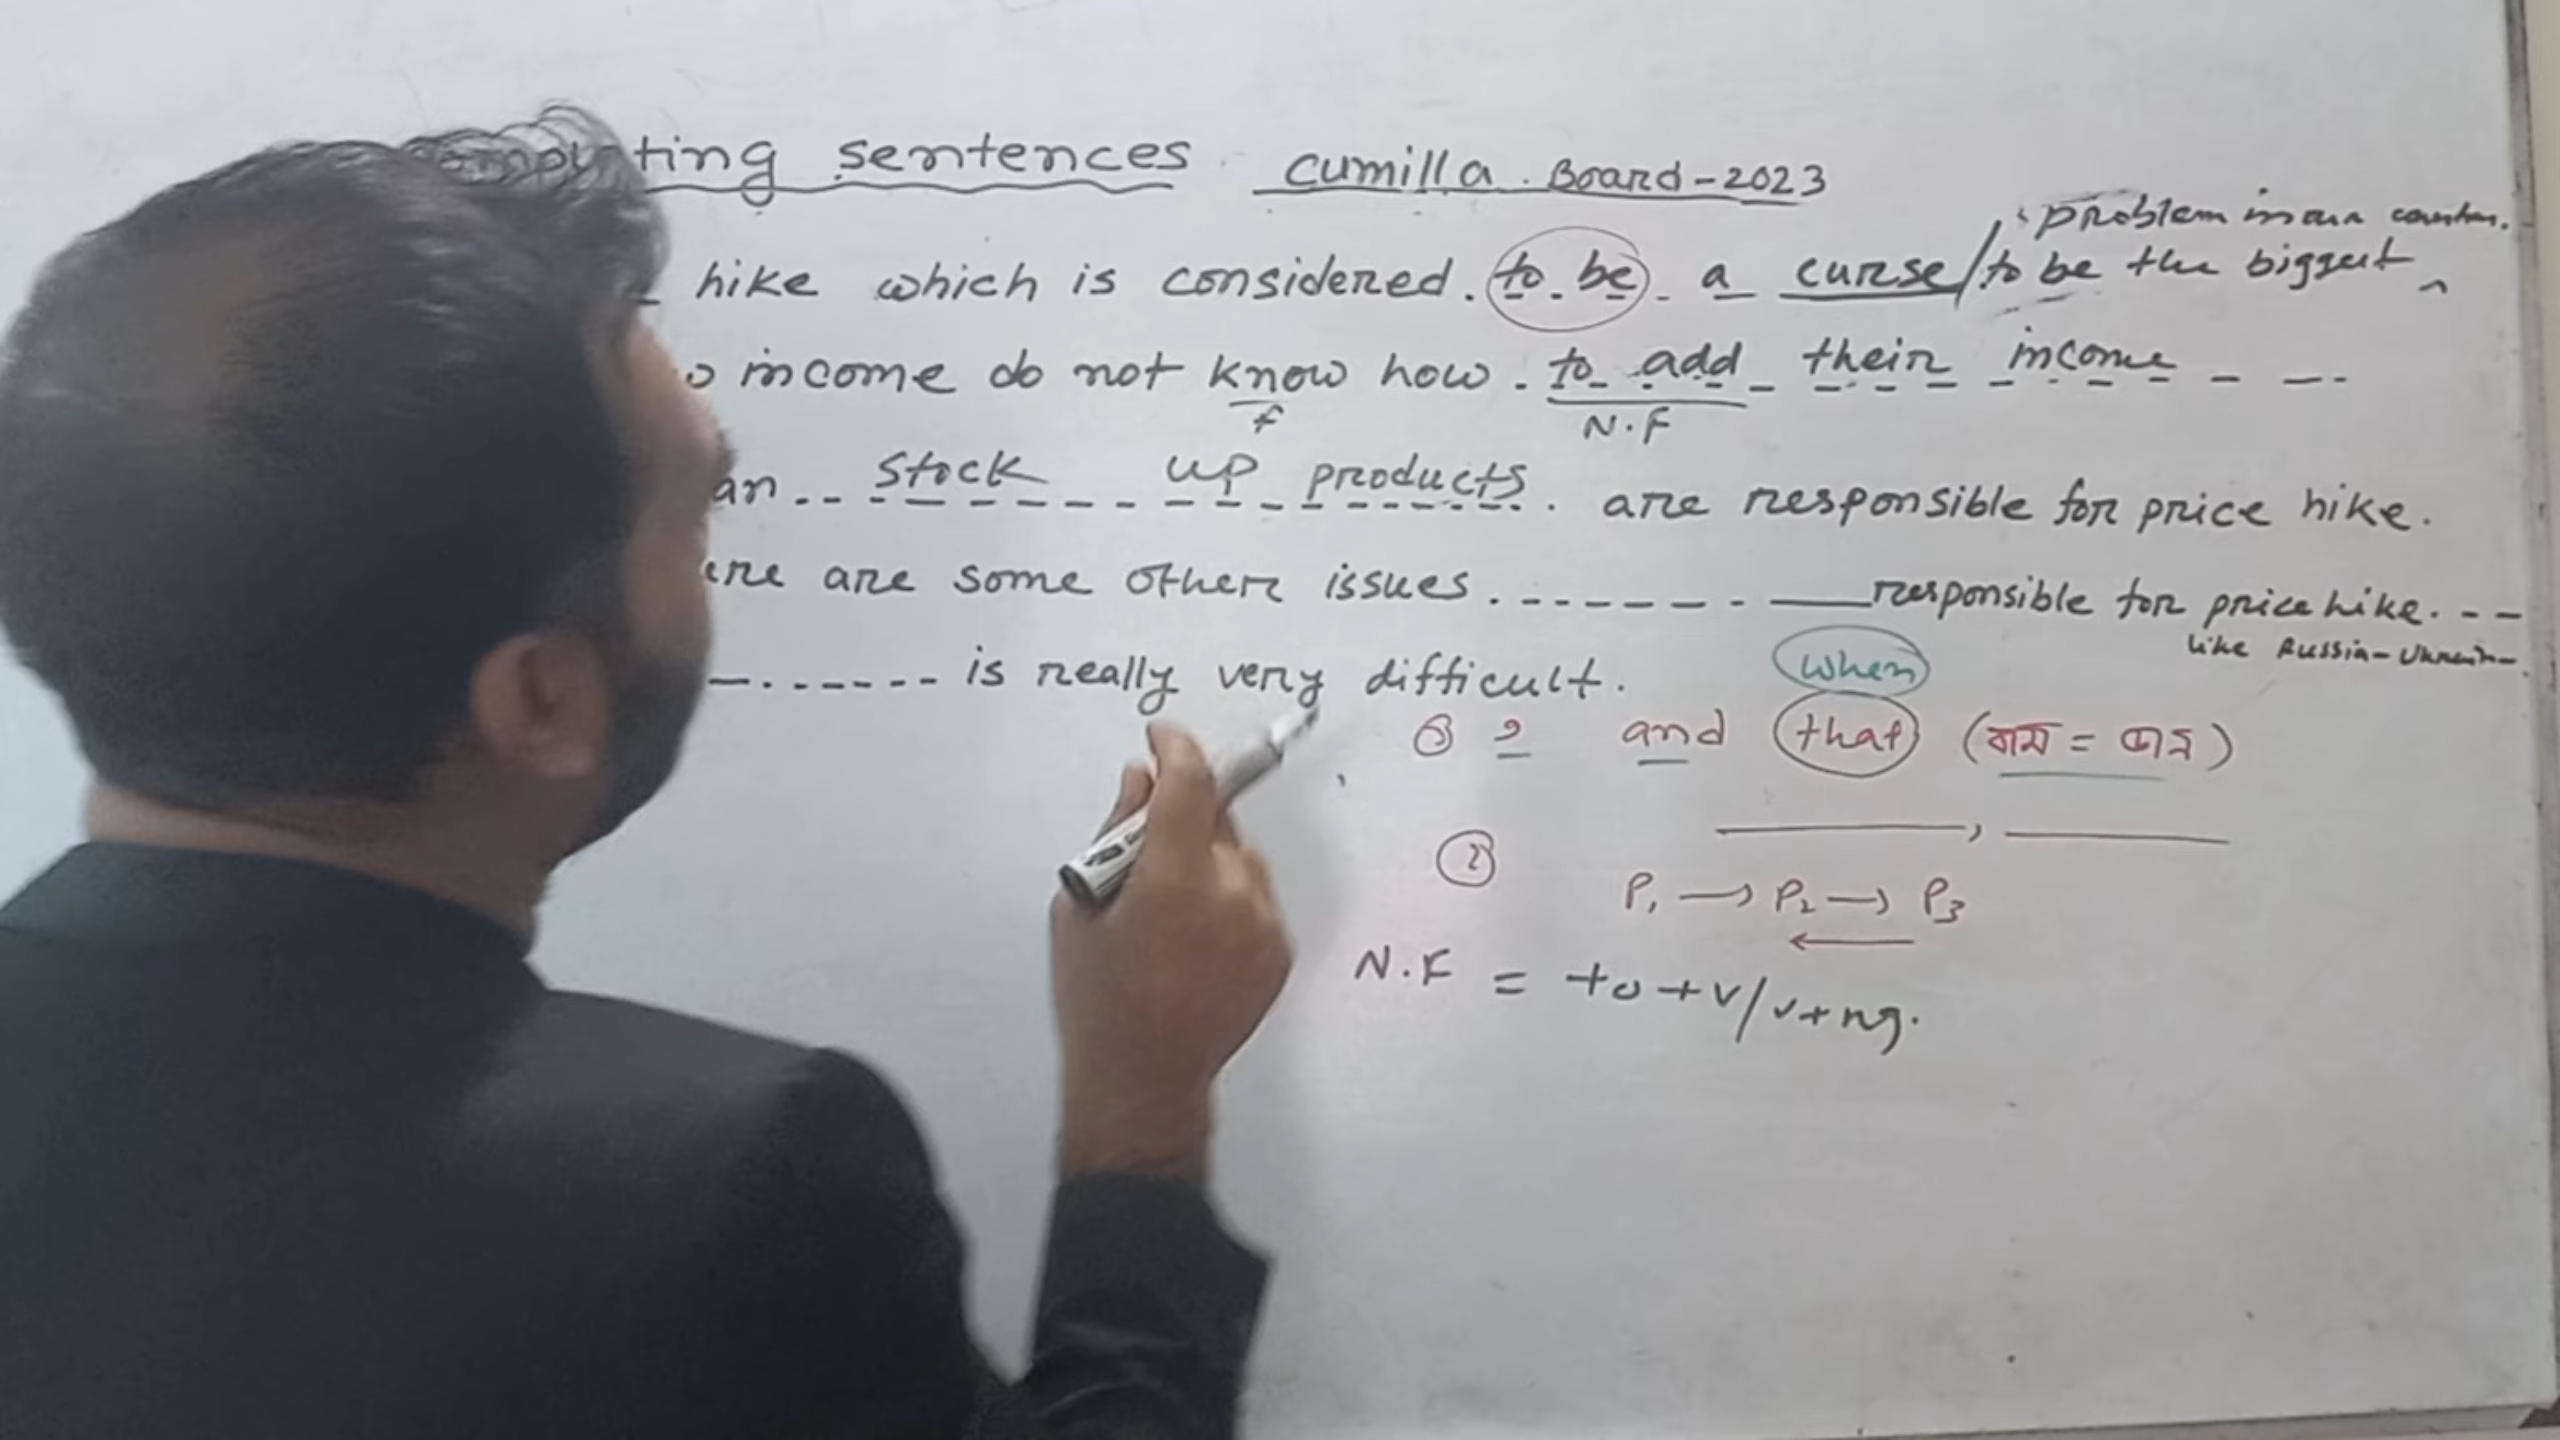 ting sentences Cumilla. Board-2023
problem in our country.
hike which is considered. to be a curse/to be the biggest ^
income do not know how. to add their income
f N.F
an stock up products. are responsible for price hike.
ere are some other issues. responsible for price hike.
like Russia-Ukrain
is really very difficult.
when
① , and that (বাম = ডান)
② P1 → P2 → P3
←
N.F = to+v/v+ing.